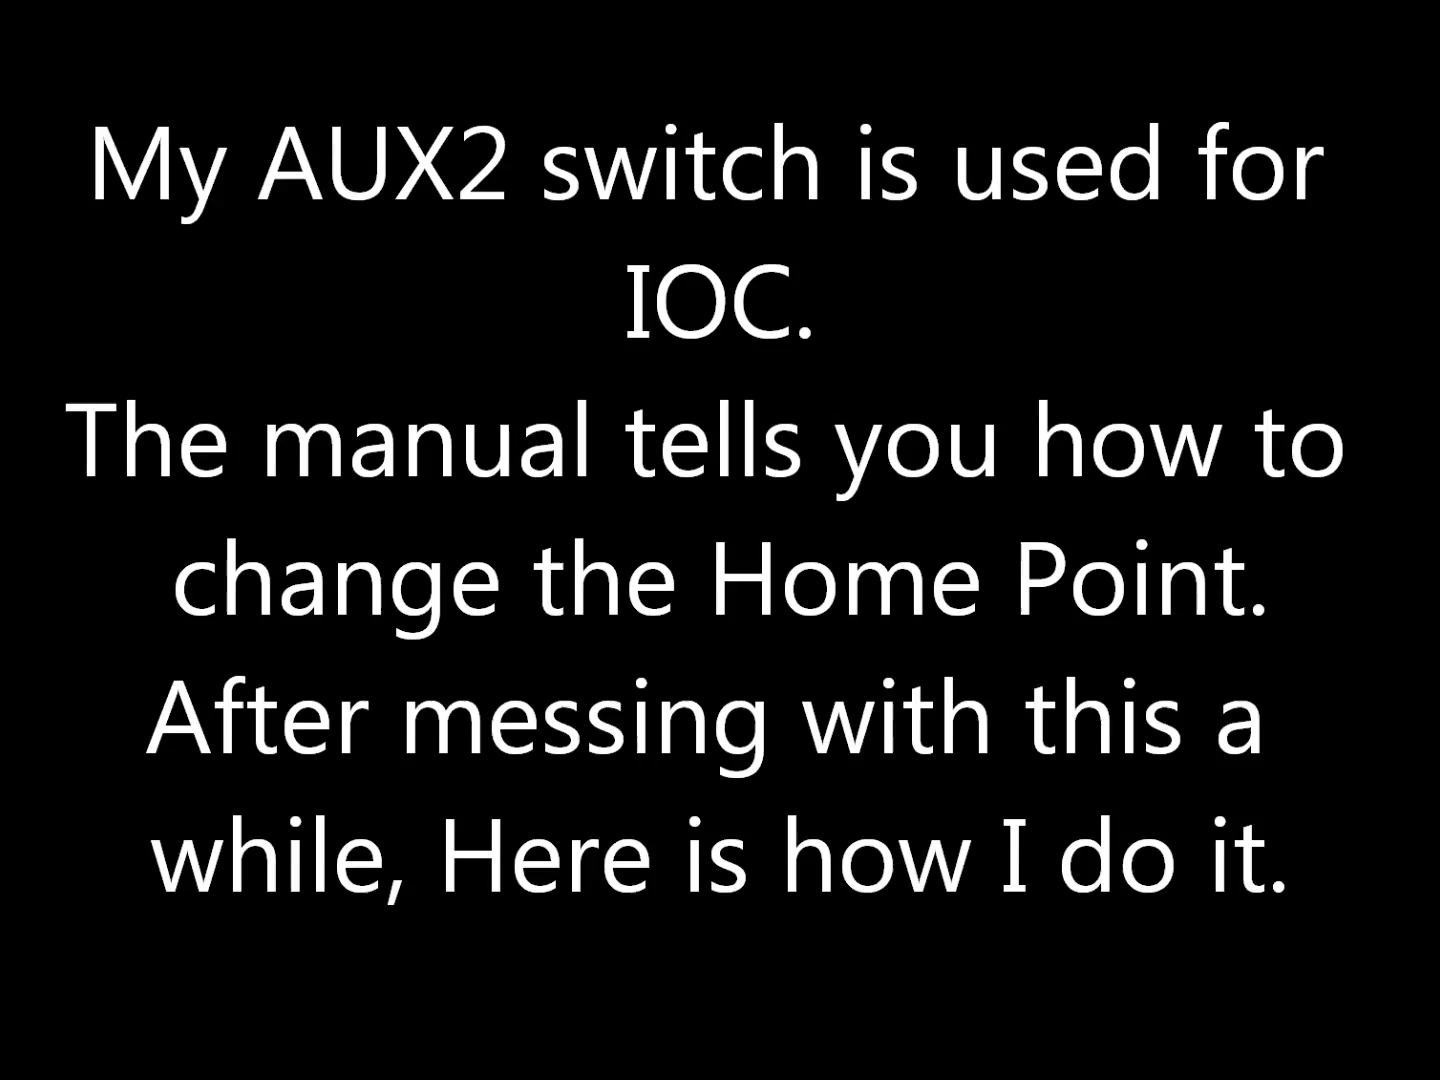 My AUX2 switch is used for
IOC.
The manual tells you how to
change the Home Point.
After messing with this a
while, Here is how I do it.